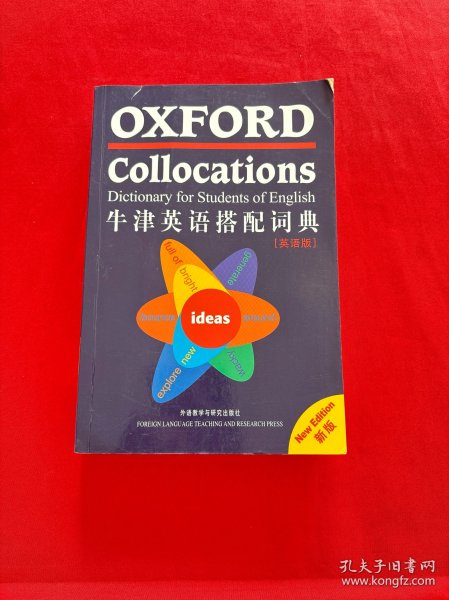 OXFORD
Collocations
Dictionary for Students of English
牛津英语搭配词典
[英语版]
full of
bright
generate
ideas
explore
new
wacky
New Edition
新版
外语教学与研究出版社
FOREIGN LANGUAGE TEACHING AND RESEARCH PRESS
孔夫子旧书网
www.kongfz.com